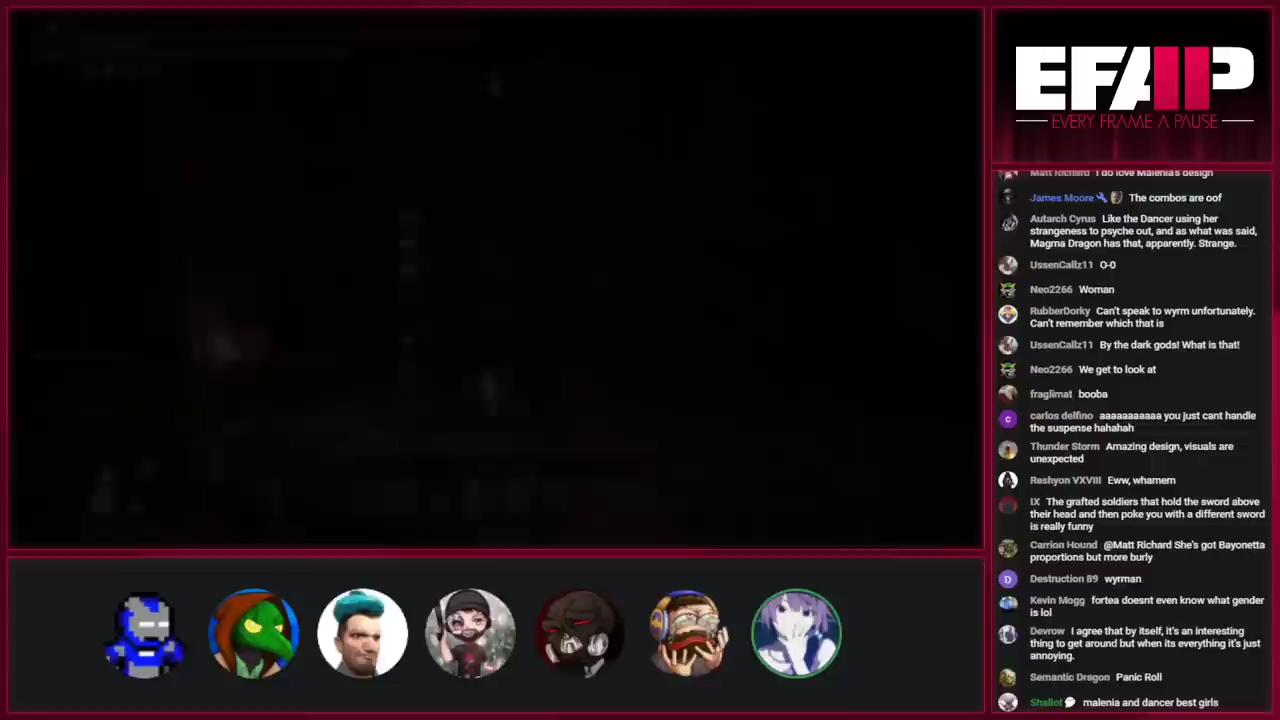 EFAP
EVERY FRAME A PAUSE
Matt Richard I do love Malenia's design
James Moore The combos are oof
Autarch Cyrus Like the Dancer using her
strangeness to psyche out, and as what was said,
Magma Dragon has that, apparently. Strange.
UssenCallz11 O-0
Neo2266 Woman
RubberDorky Can't speak to wyrm unfortunately.
Can't remember which that is
UssenCallz11 By the dark gods! What is that!
Neo2266 We get to look at
fraglimat booba
C
carlos delfino aaaaaaaaaaa you just cant handle
the suspense hahahah
Thunder Storm Amazing design, visuals are
unexpected
Reshyon VXVIII Eww, whamem
IX The grafted soldiers that hold the sword above
their head and then poke you with a different sword
is really funny
Carrion Hound @Matt Richard She's got Bayonetta
proportions but more burly
D
Destruction 89 wyrman
Kevin Mogg fortea doesnt even know what gender
is lol
Devrow I agree that by itself, it's an interesting
thing to get around but when its everything it's just
annoying.
Semantic Dragon Panic Roll
Shallof malenia and dancer best girls